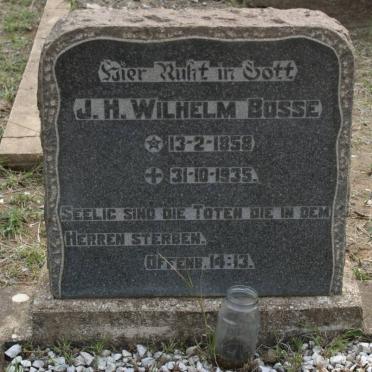 Hier Ruht in Gott
J. H. WILHELM BOSSE
13-2-1858
31-10-1935.
SEELIG SIND DIE TOTEN DIE IN DEM
HERREN STERBEN.
OFFENB. 14:13.